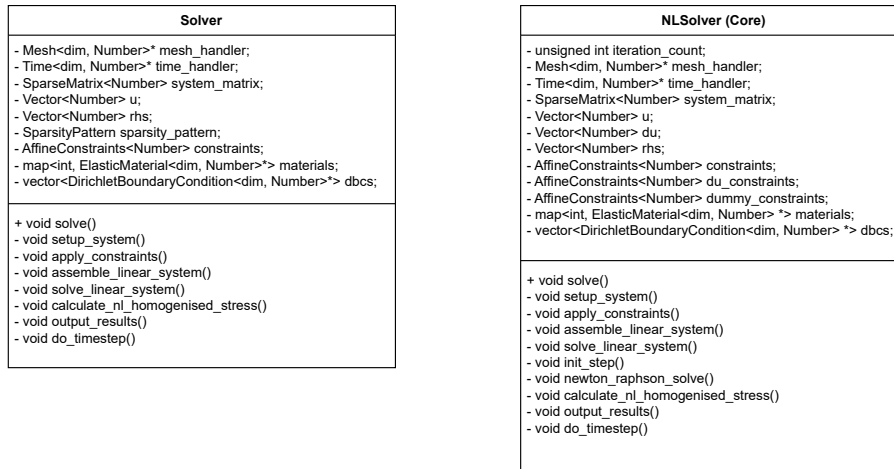 Solver
- Mesh<dim, Number>* mesh_handler;
- Time<dim, Number>* time_handler;
- SparseMatrix<Number> system_matrix;
- Vector<Number> u;
- Vector<Number> rhs;
- SparsityPattern sparsity_pattern;
- AffineConstraints<Number> constraints;
- map<int, ElasticMaterial<dim, Number>*> materials;
- vector<DirichletBoundaryCondition<dim, Number>*> dbcs;
+ void solve()
- void setup_system()
- void apply_constraints()
- void assemble_linear_system()
- void solve_linear_system()
- void calculate_nl_homogenised_stress()
- void output_results()
- void do_timestep()
NLSolver (Core)
- unsigned int iteration_count;
- Mesh<dim, Number>* mesh_handler;
- Time<dim, Number>* time_handler;
- SparseMatrix<Number> system_matrix;
- Vector<Number> u;
- Vector<Number> du;
- Vector<Number> rhs;
- AffineConstraints<Number> constraints;
- AffineConstraints<Number> du_constraints;
- AffineConstraints<Number> dummy_constraints;
- map<int, ElasticMaterial<dim, Number> *> materials;
- vector<DirichletBoundaryCondition<dim, Number> *> dbcs;
+ void solve()
- void setup_system()
- void apply_constraints()
- void assemble_linear_system()
- void solve_linear_system()
- void init_step()
- void newton_raphson_solve()
- void calculate_nl_homogenised_stress()
- void output_results()
- void do_timestep()